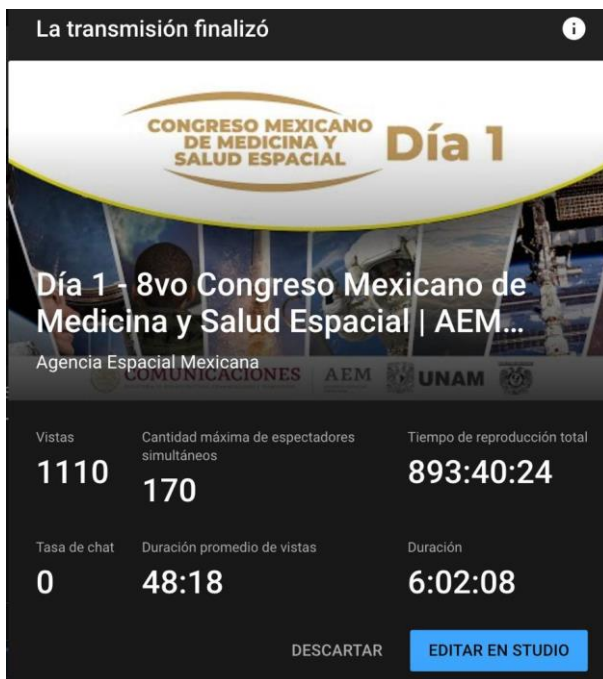 La transmisión finalizó
CONGRESO MEXICANO
DE MEDICINA Y
SALUD ESPACIAL
Día 1
Día 1 - 8vo Congreso Mexicano de
Medicina y Salud Espacial | AEM...
Agencia Espacial Mexicana
COMUNICACIONES AEM UNAM
Vistas
1110
Cantidad máxima de espectadores
simultáneos
170
Tiempo de reproducción total
893:40:24
Tasa de chat
0
Duración promedio de vistas
48:18
Duración
6:02:08
DESCARTAR
EDITAR EN STUDIO